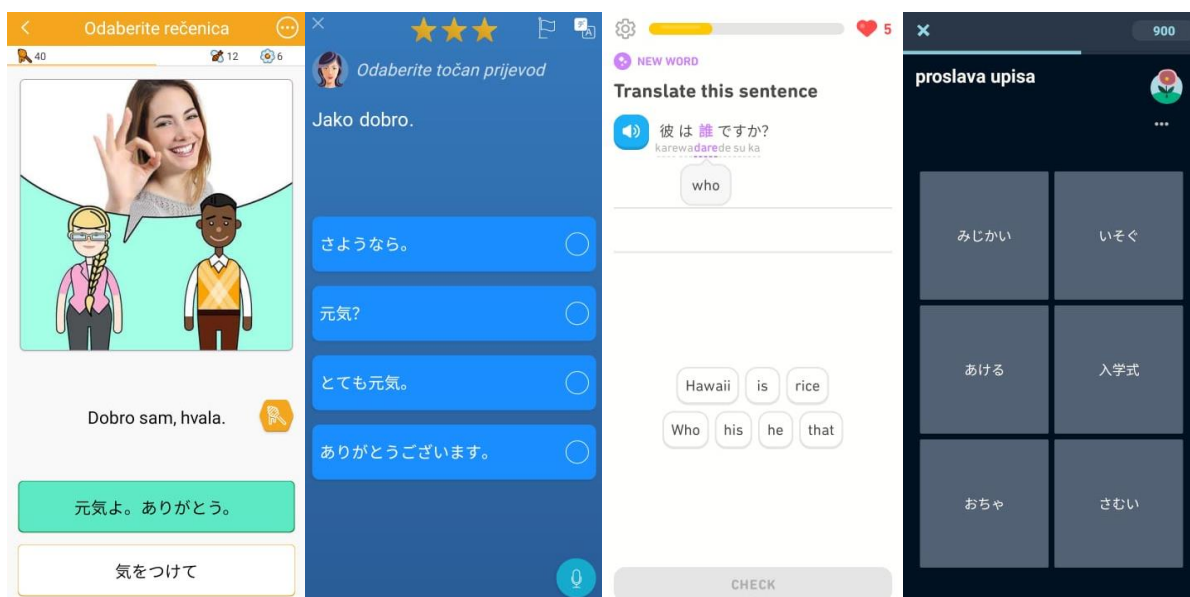 Odaberite rečenica
40
12
6
Dobro sam, hvala.
元気よ。ありがとう。
気をつけて
Odaberite točan prijevod
Jako dobro.
さようなら。
元気?
とても元気。
ありがとうございます。
5
NEW WORD
Translate this sentence
彼 は 誰 ですか?
karewadarede su ka
who
Hawaii is rice
Who his he that
CHECK
900
proslava upisa
みじかい いそぐ
あける 入学式
おちゃ さむい